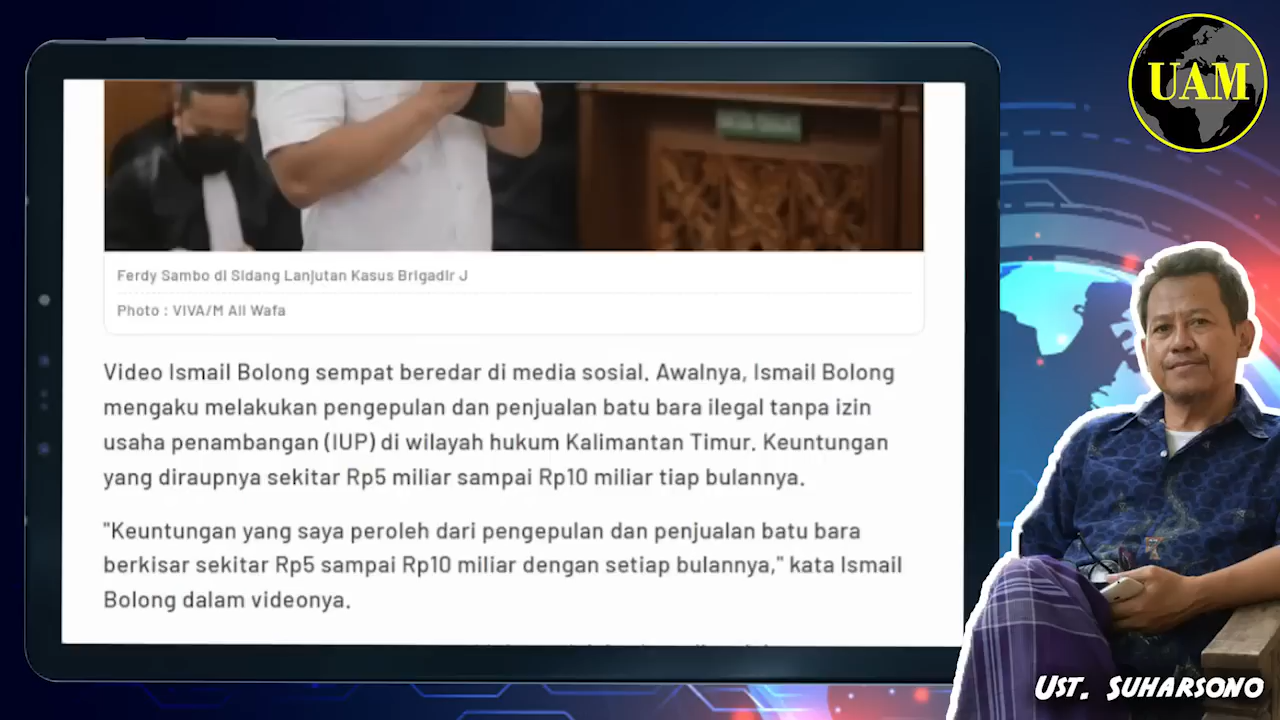 UAM
Ferdy Sambo di Sidang Lanjutan Kasus Brigadir J
Photo : VIVA/M Ali Wafa
Video Ismail Bolong sempat beredar di media sosial. Awalnya, Ismail Bolong
mengaku melakukan pengepulan dan penjualan batu bara ilegal tanpa izin
usaha penambangan (IUP) di wilayah hukum Kalimantan Timur. Keuntungan
yang diraupnya sekitar Rp5 miliar sampai Rp10 miliar tiap bulannya.
"Keuntungan yang saya peroleh dari pengepulan dan penjualan batu bara
berkisar sekitar Rp5 sampai Rp10 miliar dengan setiap bulannya," kata Ismail
Bolong dalam videonya.
UST. SUHARSONO